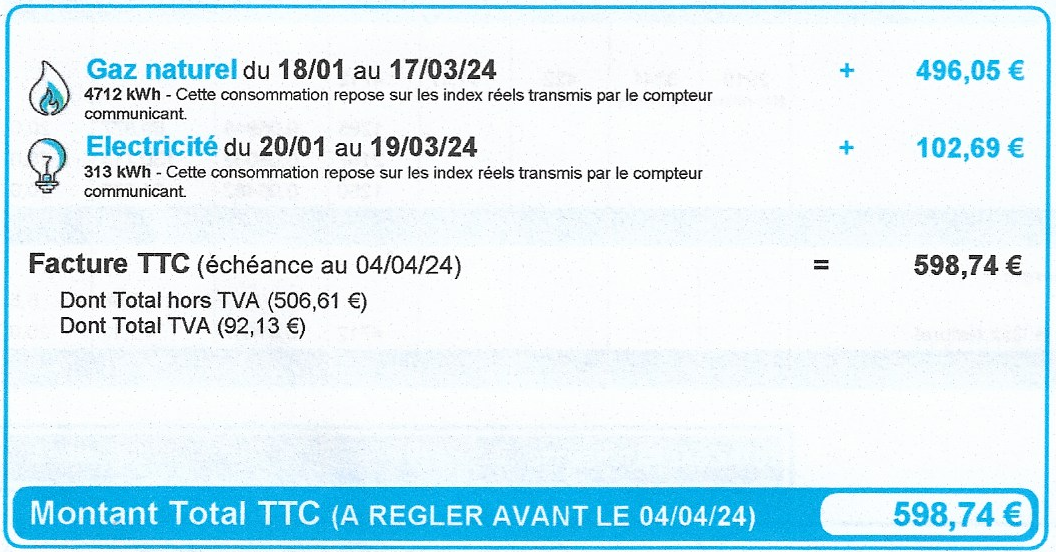 Gaz naturel du 18/01 au 17/03/24 + 496,05 €
4712 kWh - Cette consommation repose sur les index réels transmis par le compteur
communicant.
Electricité du 20/01 au 19/03/24 + 102,69 €
313 kWh - Cette consommation repose sur les index réels transmis par le compteur
communicant.
Facture TTC (échéance au 04/04/24) = 598,74 €
Dont Total hors TVA (506,61 €)
Dont Total TVA (92,13 €)
Montant Total TTC (A REGLER AVANT LE 04/04/24) 598,74 €